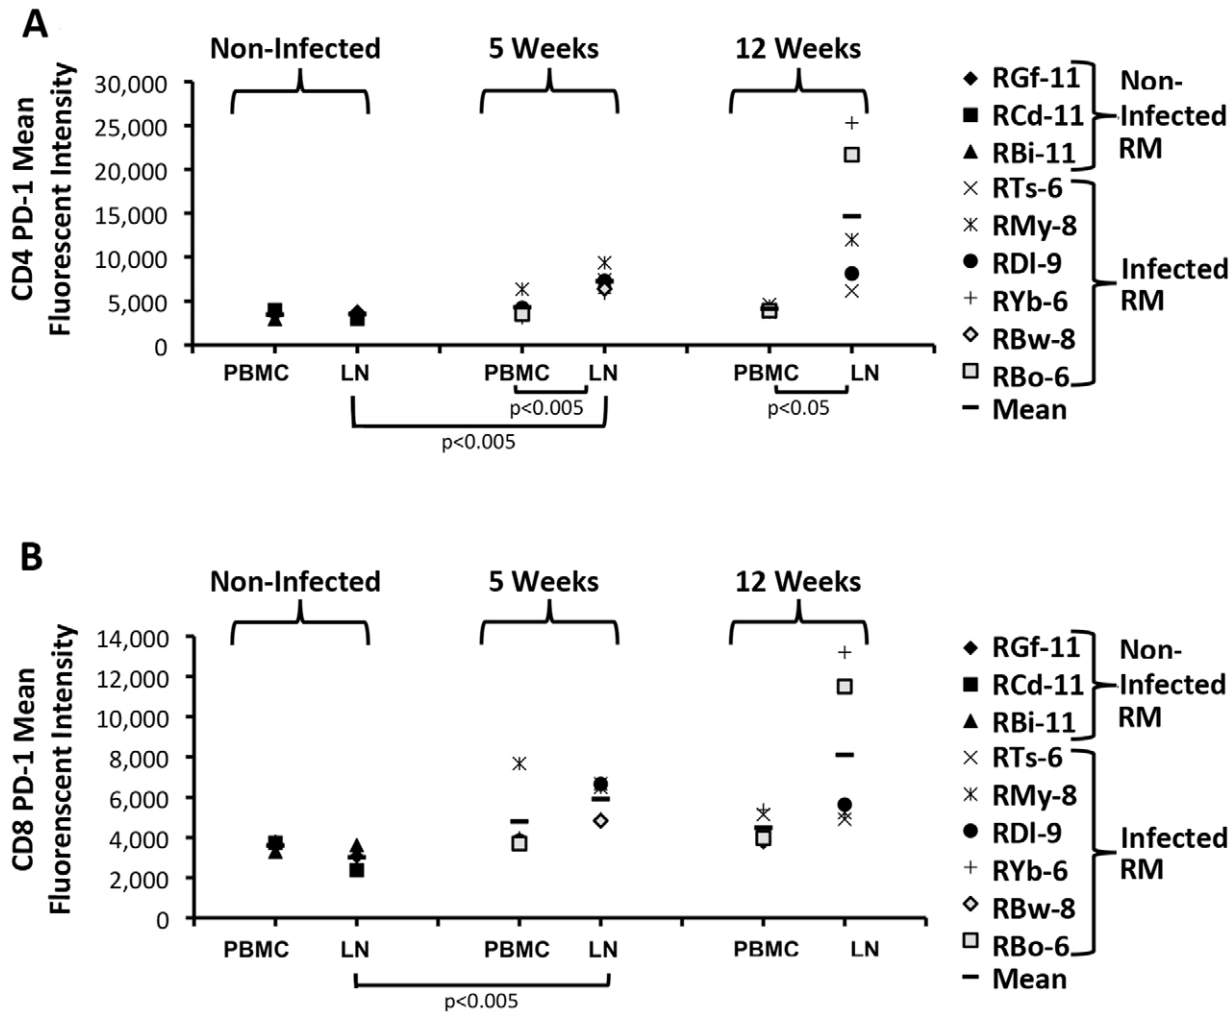 A
Non-Infected
5 Weeks
12 Weeks
CD4 PD-1 Mean
Fluorescent Intensity
30,000
25,000
20,000
15,000
10,000
5,000
0
PBMC
LN
PBMC
LN
PBMC
LN
p<0.005
p<0.05
p<0.005
RGf-11
RCd-11
RBi-11
RTs-6
RMy-8
RDl-9
RYb-6
RBw-8
RBo-6
Mean
Non-
Infected
RM
Infected
RM
B
Non-Infected
5 Weeks
12 Weeks
CD8 PD-1 Mean
Fluorenscent Intensity
14,000
12,000
10,000
8,000
6,000
4,000
2,000
0
PBMC
LN
PBMC
LN
PBMC
LN
p<0.005
RGf-11
RCd-11
RBi-11
RTs-6
RMy-8
RDl-9
RYb-6
RBw-8
RBo-6
Mean
Non-
Infected
RM
Infected
RM